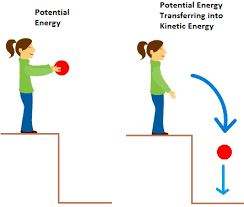 Potential
Energy
Potential Energy
Transferring into
Kinetic Energy